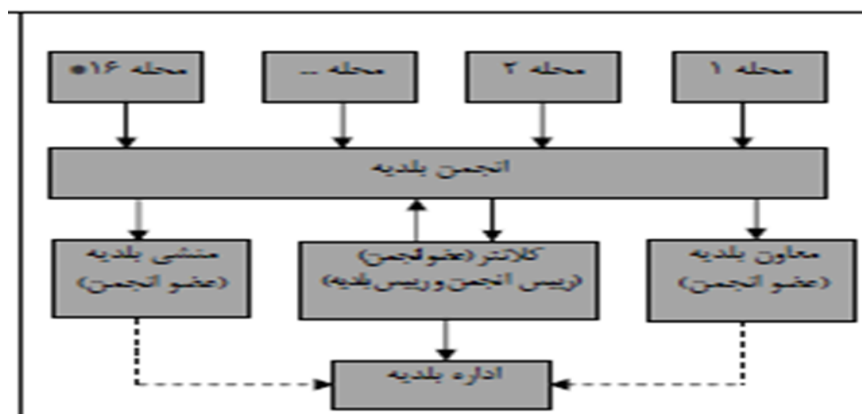 محله ۱
محله ۲
محله ...
محله ۱۶*
انجمن بلدیه
معاون بلدیه
(عضو انجمن)
کلانتر (عضو انجمن)
(رییس انجمن و رییس بلدیه)
منشی بلدیه
(عضو انجمن)
اداره بلدیه